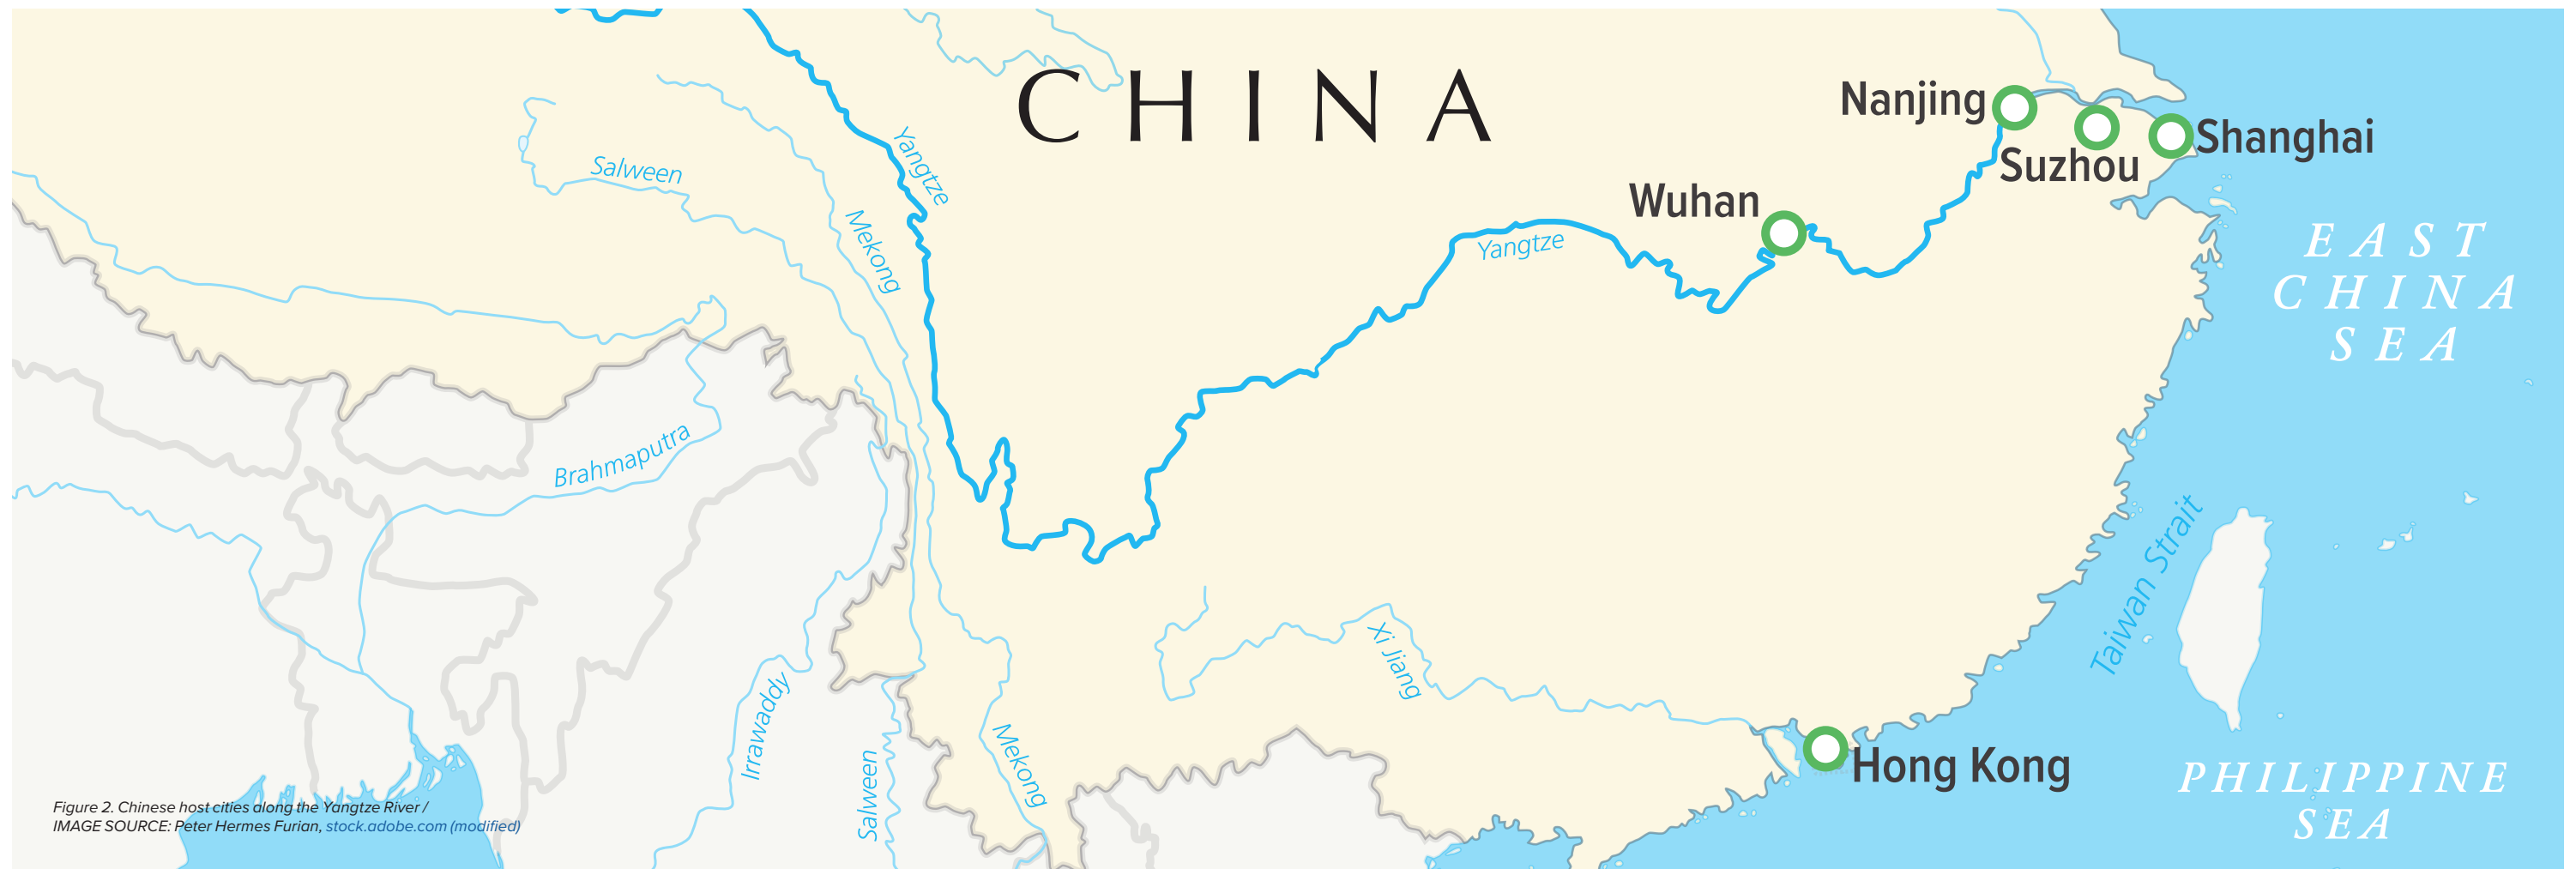 CHINA
Nanjing
Shanghai
Suzhou
Wuhan
Yangtze
Salween
Mekong
Yangtze
EAST
CHINA
SEA
Brahmaputra
Taiwan Strait
Xi Jiang
Irrawaddy
Salween
Mekong
Hong Kong
PHILIPPINE
SEA
Figure 2. Chinese host cities along the Yangtze River /
IMAGE SOURCE: Peter Hermes Furian, stock.adobe.com (modified)